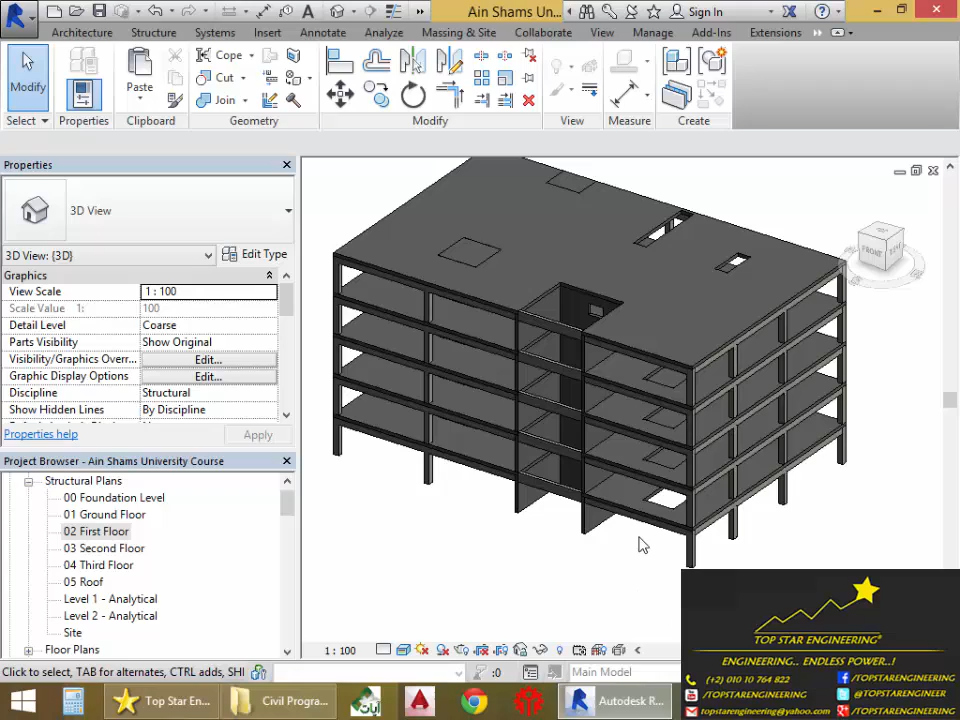 Ain Shams Un...
Sign In
Architecture Structure Systems Insert Annotate Analyze Massing & Site Collaborate View Manage Add-Ins Extensions
Modify
Paste
Cope
Cut
Join
Select Properties Clipboard Geometry Modify View Measure Create
Properties
3D View
3D View: {3D} Edit Type
Graphics
View Scale 1 : 100
Scale Value 1: 100
Detail Level Coarse
Parts Visibility Show Original
Visibility/Graphics Overr... Edit...
Graphic Display Options Edit...
Discipline Structural
Show Hidden Lines By Discipline
Properties help Apply
Project Browser - Ain Shams University Course
Structural Plans
00 Foundation Level
01 Ground Floor
02 First Floor
03 Second Floor
04 Third Floor
05 Roof
Level 1 - Analytical
Level 2 - Analytical
Site
Floor Plans
FRONT
1 : 100
Click to select, TAB for alternates, CTRL adds, SHI
:0
Main Model
Top Star En...
Civil Progra...
Autodesk R...
TOP STAR ENGINEERING®
ENGINEERING.. ENDLESS POWER..!
(+2) 010 10 764 822
/TOPSTARENGINEERING
/TOPSTARENGINEERING
@TOPSTARENGINEER
topstarengineering@yahoo.com
/TOPSTARENGINEERING